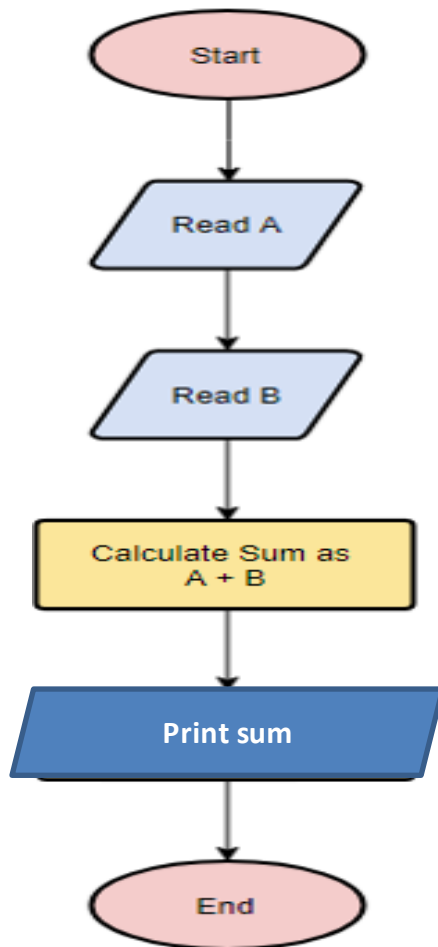 Start
Read A
Read B
Calculate Sum as
A + B
Print sum
End